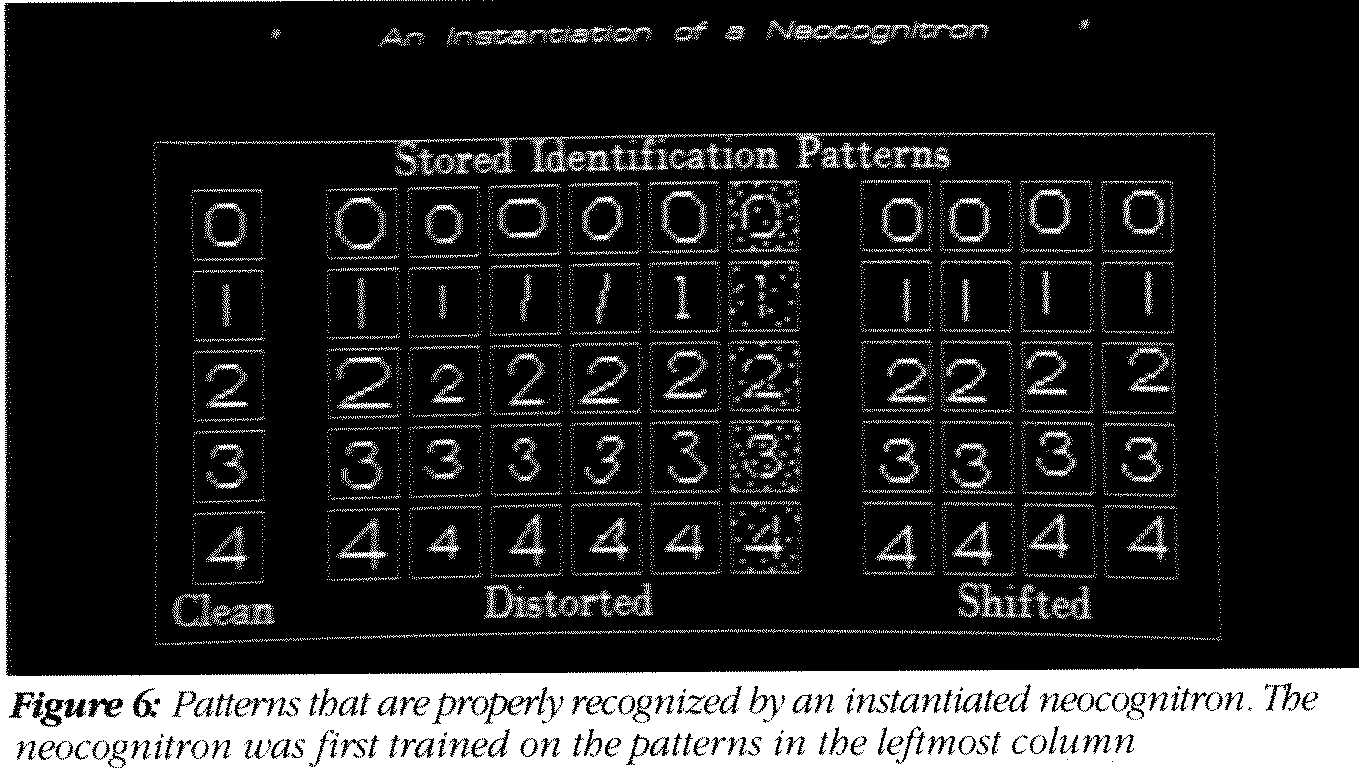 * An Instantiation of a Neocognitron *
Stored Identification Patterns
0 0 0 0 0 0 0 0 0 0 0
1 1 1 1 1 1 1 1 1 1 1
2 2 2 2 2 2 2 2 2 2 2
3 3 3 3 3 3 3 3 3 3 3
4 4 4 4 4 4 4 4 4 4 4
Clean Distorted Shifted
Figure 6: Patterns that are properly recognized by an instantiated neocognitron. The
neocognitron was first trained on the patterns in the leftmost column